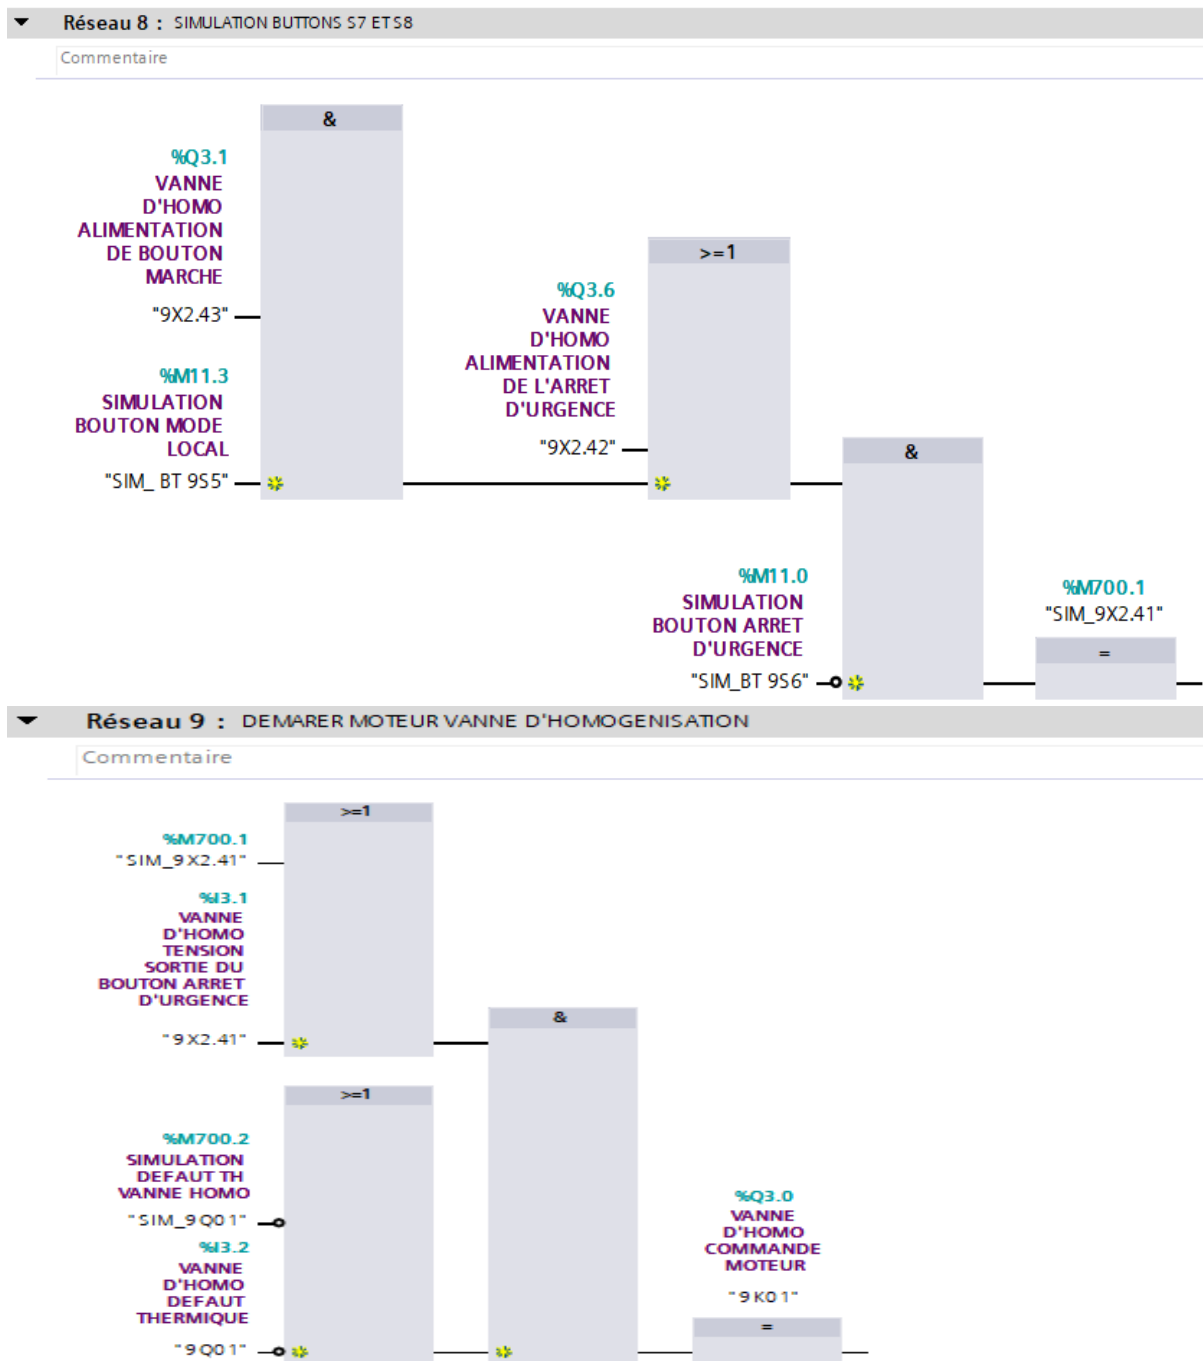 Réseau 8 : SIMULATION BUTTONS S7 ET S8
Commentaire
&
%Q3.1
VANNE
D'HOMO
ALIMENTATION
DE BOUTON
MARCHE
"9X2.43"
%M11.3
SIMULATION
BOUTON MODE
LOCAL
"SIM_ BT 9S5"
>=1
%Q3.6
VANNE
D'HOMO
ALIMENTATION
DE L'ARRET
D'URGENCE
"9X2.42"
&
%M11.0
SIMULATION
BOUTON ARRET
D'URGENCE
"SIM_BT 9S6"
%M700.1
"SIM_9X2.41"
=
Réseau 9 : DEMARER MOTEUR VANNE D'HOMOGENISATION
Commentaire
>=1
%M700.1
"SIM_9X2.41"
%I3.1
VANNE
D'HOMO
TENSION
SORTIE DU
BOUTON ARRET
D'URGENCE
"9X2.41"
&
>=1
%M700.2
SIMULATION
DEFAUT TH
VANNE HOMO
"SIM_9Q01"
%I3.2
VANNE
D'HOMO
DEFAUT
THERMIQUE
"9Q01"
%Q3.0
VANNE
D'HOMO
COMMANDE
MOTEUR
"9K01"
=